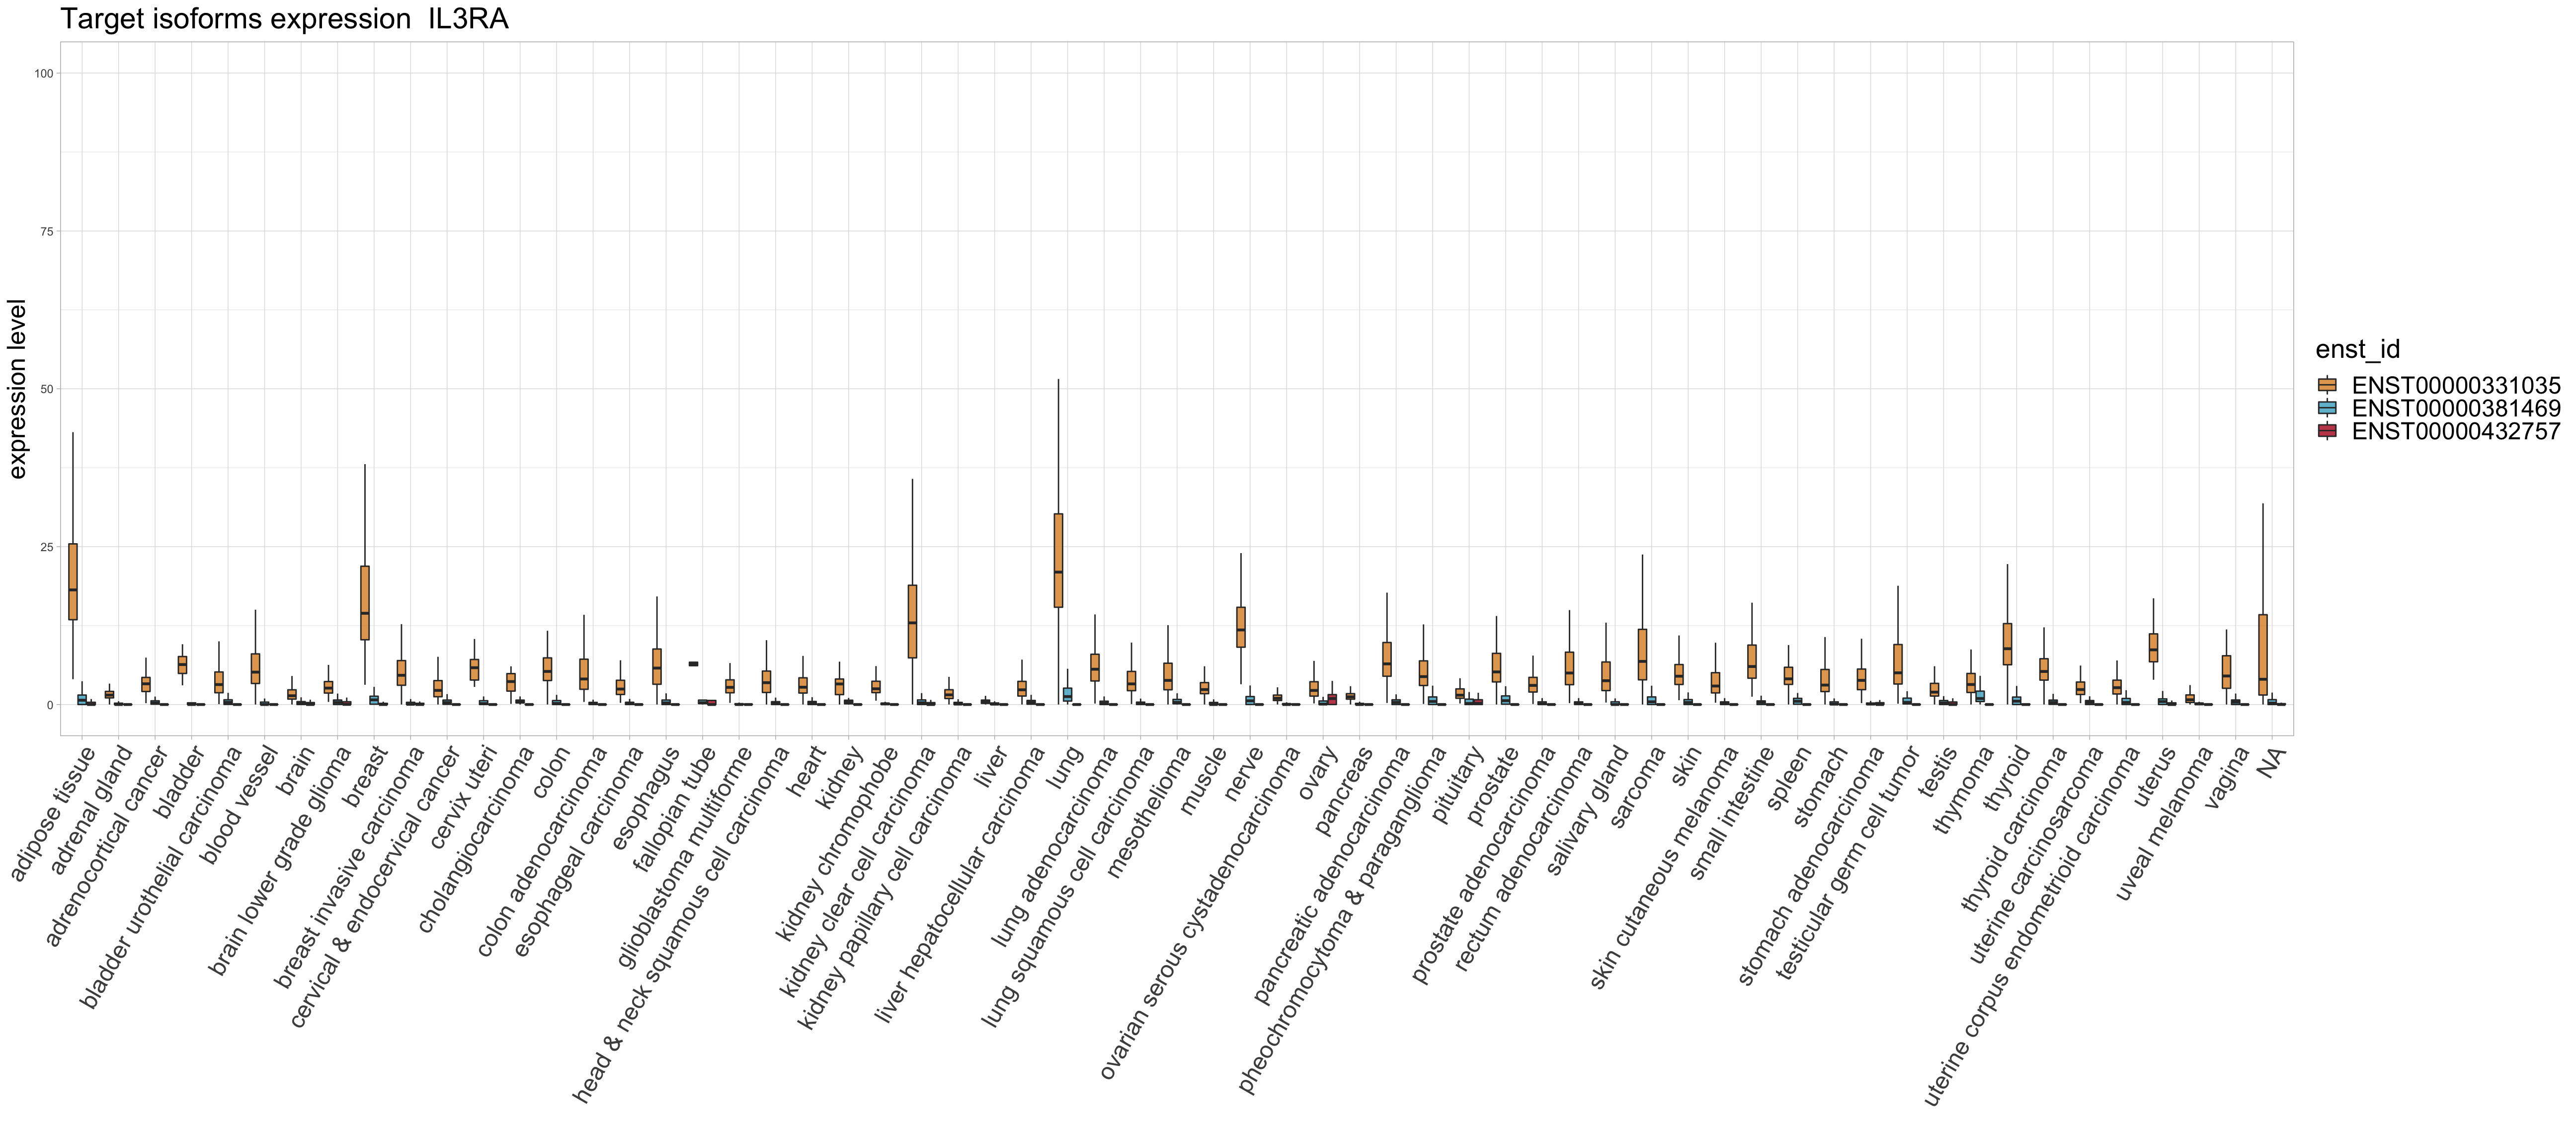 Target isoforms expression  IL3RA
expression level
100
75
50
25
0
adipose tissue
adrenal gland
adrenocortical cancer
bladder
bladder urothelial carcinoma
blood vessel
brain
brain lower grade glioma
breast
breast invasive carcinoma
cervical & endocervical cancer
cervix uteri
cholangiocarcinoma
colon
colon adenocarcinoma
esophageal carcinoma
esophagus
fallopian tube
glioblastoma multiforme
head & neck squamous cell carcinoma
heart
kidney
kidney chromophobe
kidney clear cell carcinoma
kidney papillary cell carcinoma
liver
liver hepatocellular carcinoma
lung
lung adenocarcinoma
lung squamous cell carcinoma
mesothelioma
muscle
nerve
ovarian serous cystadenocarcinoma
ovary
pancreas
pancreatic adenocarcinoma
pheochromocytoma & paraganglioma
pituitary
prostate
prostate adenocarcinoma
rectum adenocarcinoma
salivary gland
sarcoma
skin
skin cutaneous melanoma
small intestine
spleen
stomach
stomach adenocarcinoma
testicular germ cell tumor
testis
thymoma
thyroid
thyroid carcinoma
uterine carcinosarcoma
uterine corpus endometrioid carcinoma
uterus
uveal melanoma
vagina
NA
enst_id
ENST00000331035
ENST00000381469
ENST00000432757